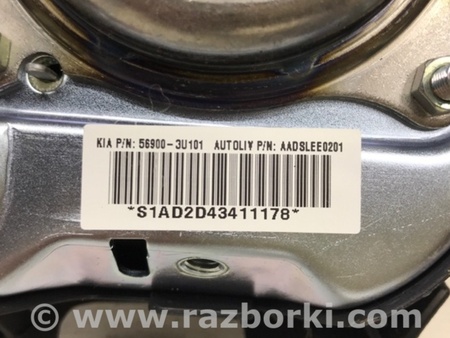 KIA P/N: 56900-3U101 AUTOLIV P/N: AADSLEE0201
*S1AD2D43411178*
www.razborki.com